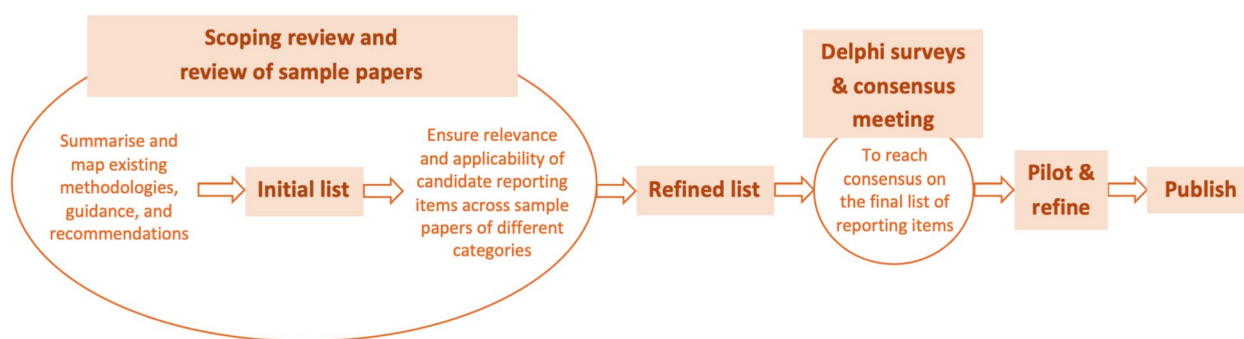 Scoping review and
review of sample papers
Summarise and
map existing
methodologies,
guidance, and
recommendations
Initial list
Ensure relevance
and applicability of
candidate reporting
items across sample
papers of different
categories
Refined list
Delphi surveys
& consensus
meeting
To reach
consensus on
the final list of
reporting items
Pilot &
refine
Publish